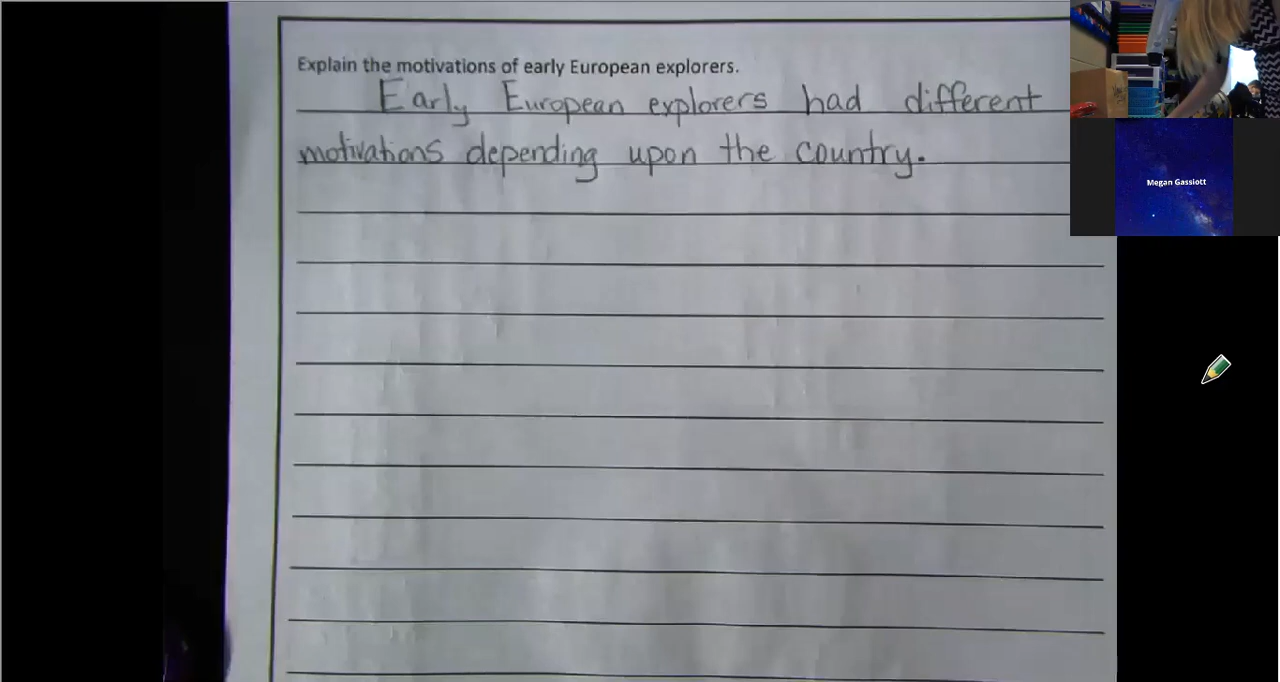 Explain the motivations of early European explorers.
Early European explorers had different
motivations depending upon the country.
Megan Gassiott